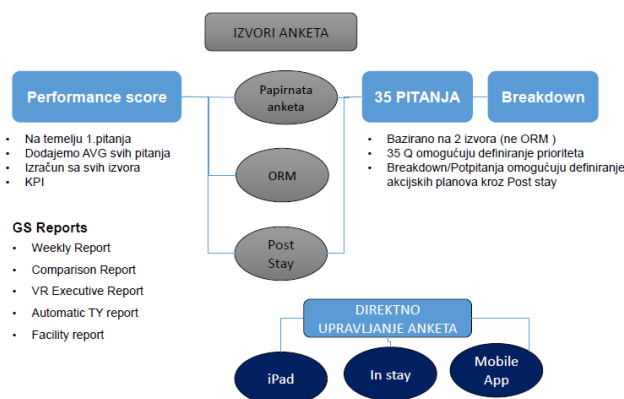 IZVORI ANKETA
Performance score
Papirnata
anketa
35 PITANJA
Breakdown
• Na temelju 1.pitanja
• Dodajemo AVG svih pitanja
• Izračun sa svih izvora
• KPI
ORM
• Bazirano na 2 izvora (ne ORM )
• 35 Q omogućuju definiranje prioriteta
• Breakdown/Potpitanja omogućuju definiranje
akcijskih planova kroz Post stay
Post
Stay
GS Reports
• Weekly Report
• Comparison Report
• VR Executive Report
• Automatic TY report
• Facility report
DIREKTNO
UPRAVLJANJE ANKETA
iPad
In stay
Mobile
App